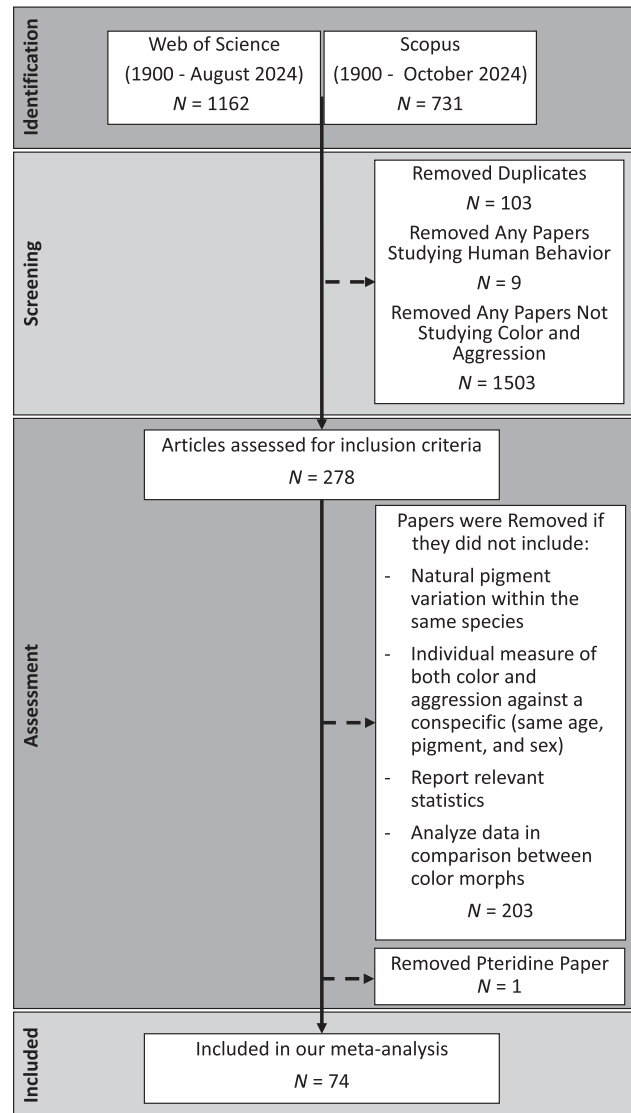 Identification
Web of Science
(1900 - August 2024)
N = 1162
Scopus
(1900 - October 2024)
N = 731
Screening
Removed Duplicates
N = 103
Removed Any Papers
Studying Human Behavior
N = 9
Removed Any Papers Not
Studying Color and
Aggression
N = 1503
Assessment
Articles assessed for inclusion criteria
N = 278
Papers were Removed if
they did not include:
- Natural pigment
variation within the
same species
- Individual measure of
both color and
aggression against a
conspecific (same age,
pigment, and sex)
- Report relevant
statistics
- Analyze data in
comparison between
color morphs
N = 203
Removed Pteridine Paper
N = 1
Included
Included in our meta-analysis
N = 74